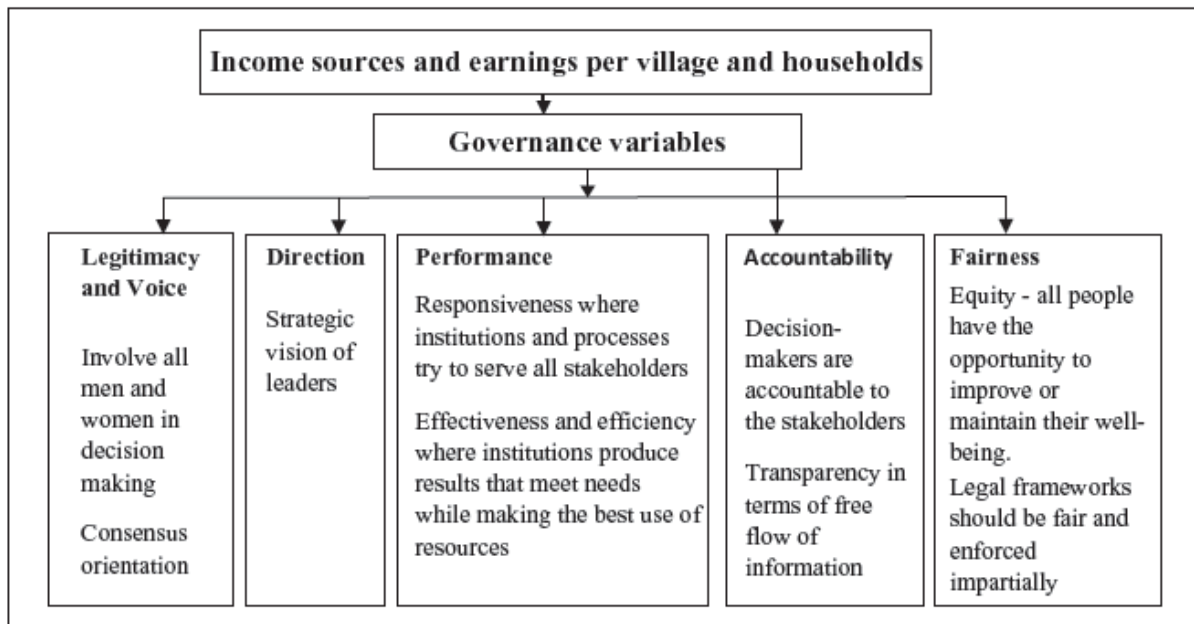 Income sources and earnings per village and households
Governance variables
Legitimacy
and Voice
Involve all
men and
women in
decision
making
Consensus
orientation
Direction
Strategic
vision of
leaders
Performance
Responsiveness where
institutions and processes
try to serve all stakeholders
Effectiveness and efficiency
where institutions produce
results that meet needs
while making the best use of
resources
Accountability
Decision-
makers are
accountable to
the stakeholders
Transparency in
terms of free
flow of
information
Fairness
Equity - all people
have the
opportunity to
improve or
maintain their well-
being.
Legal frameworks
should be fair and
enforced
impartially